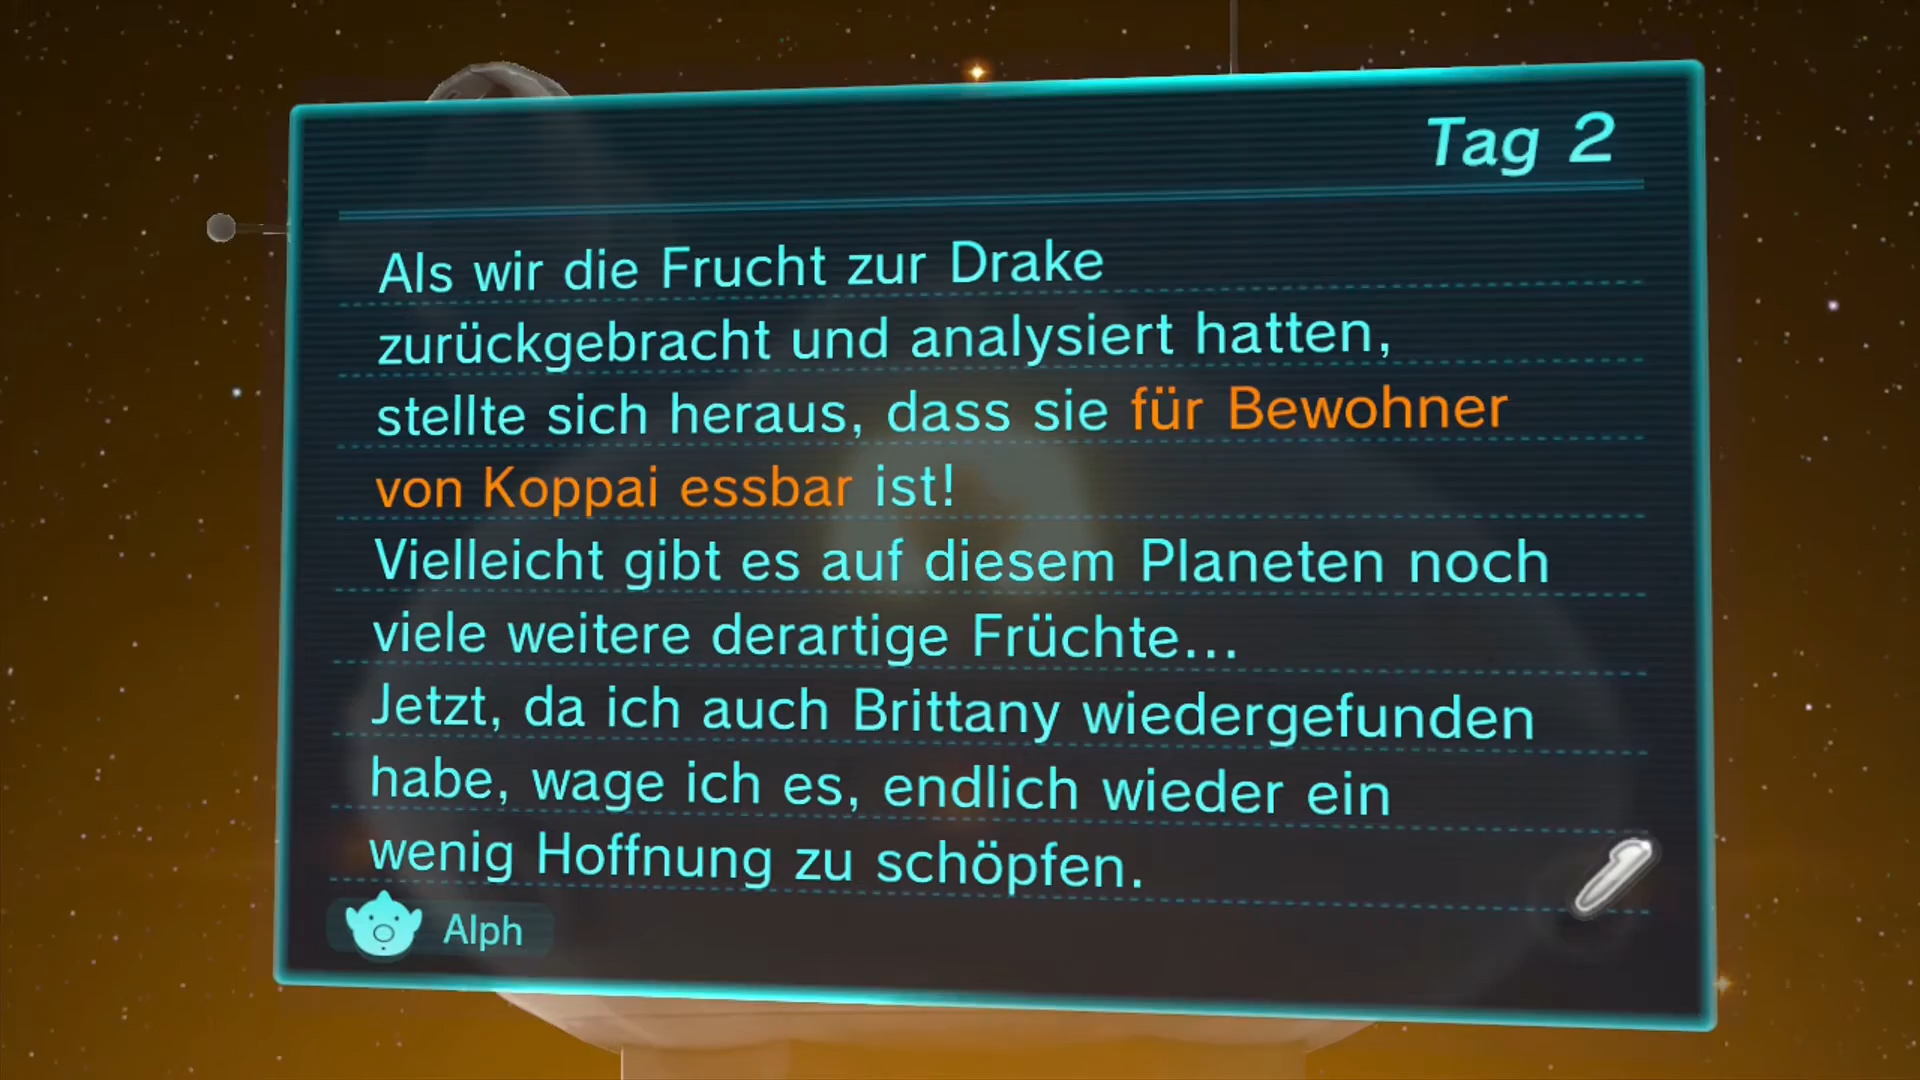 Tag 2
Als wir die Frucht zur Drake
zurückgebracht und analysiert hatten,
stellte sich heraus, dass sie für Bewohner
von Koppai essbar ist!
Vielleicht gibt es auf diesem Planeten noch
viele weitere derartige Früchte...
Jetzt, da ich auch Brittany wiedergefunden
habe, wage ich es, endlich wieder ein
wenig Hoffnung zu schöpfen.
Alph